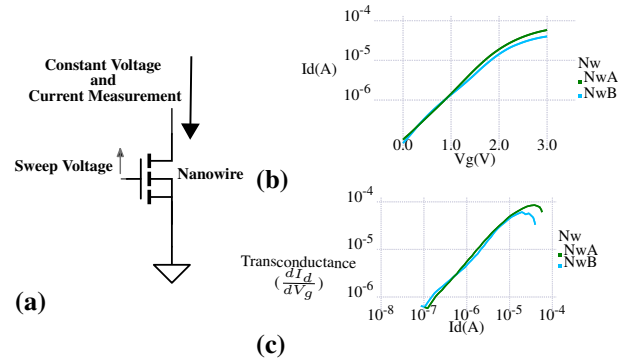 Constant Voltage
and
Current Measurement
Sweep Voltage
Nanowire
(a)
10^-4
10^-5
10^-6
Id(A)
0.0 1.0 2.0 3.0
Vg(V)
Nw
NwA
NwB
(b)
10^-4
10^-5
10^-6
Transconductance
(dI_d/dV_g)
10^-8 10^-7 10^-6 10^-5 10^-4
Id(A)
Nw
NwA
NwB
(c)